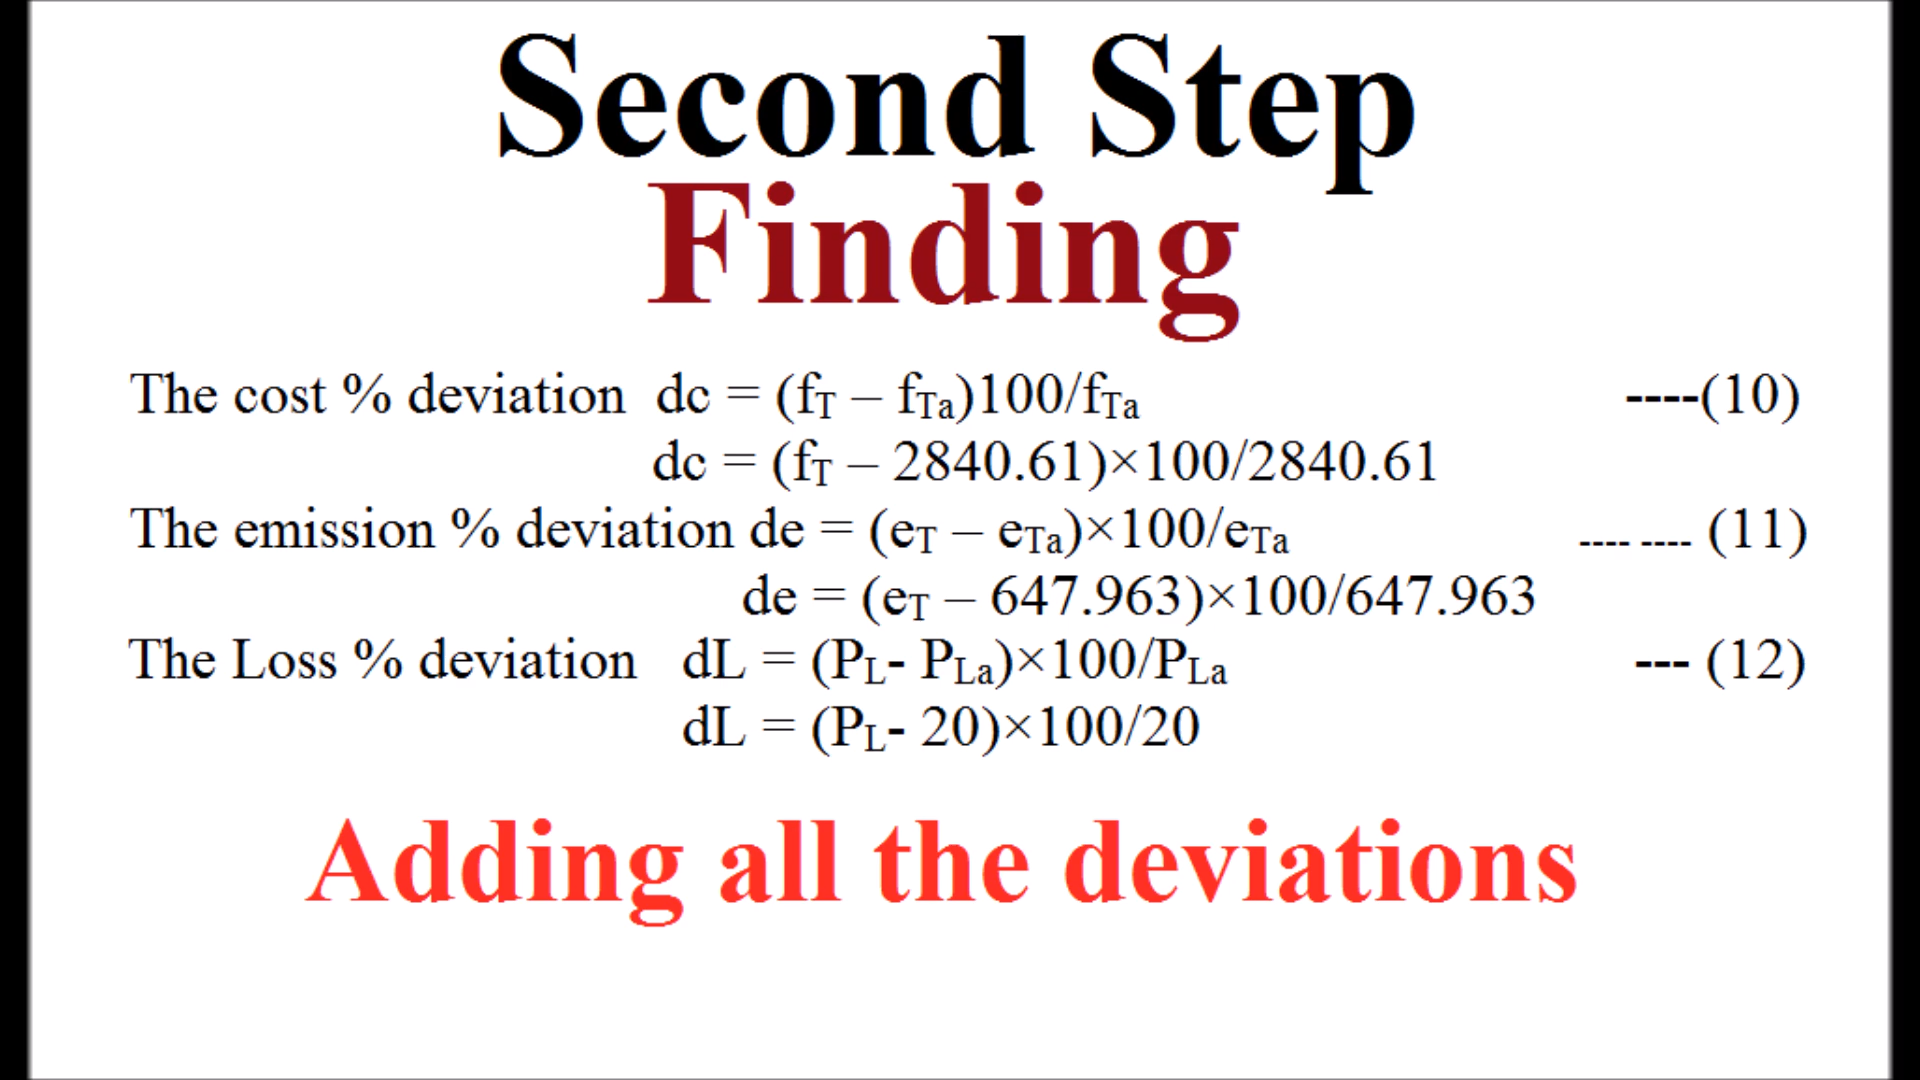 Second Step
Finding
The cost % deviation dc = (fT – fTa)100/fTa ----(10)
dc = (fT – 2840.61)×100/2840.61
The emission % deviation de = (eT – eTa)×100/eTa ---- ---- (11)
de = (eT – 647.963)×100/647.963
The Loss % deviation dL = (PL- PLa)×100/PLa --- (12)
dL = (PL- 20)×100/20
Adding all the deviations